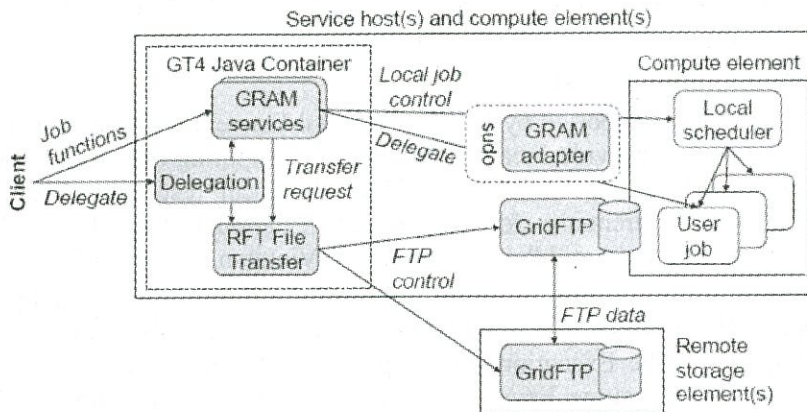 Service host(s) and compute element(s)
GT4 Java Container
Compute element
GRAM
services
Local job
control
Local
scheduler
Job
functions
sudo
GRAM
adapter
Delegate
Client
Delegate
Delegation
Transfer
request
RFT File
Transfer
GridFTP
User
job
FTP
control
FTP data
GridFTP
Remote
storage
element(s)